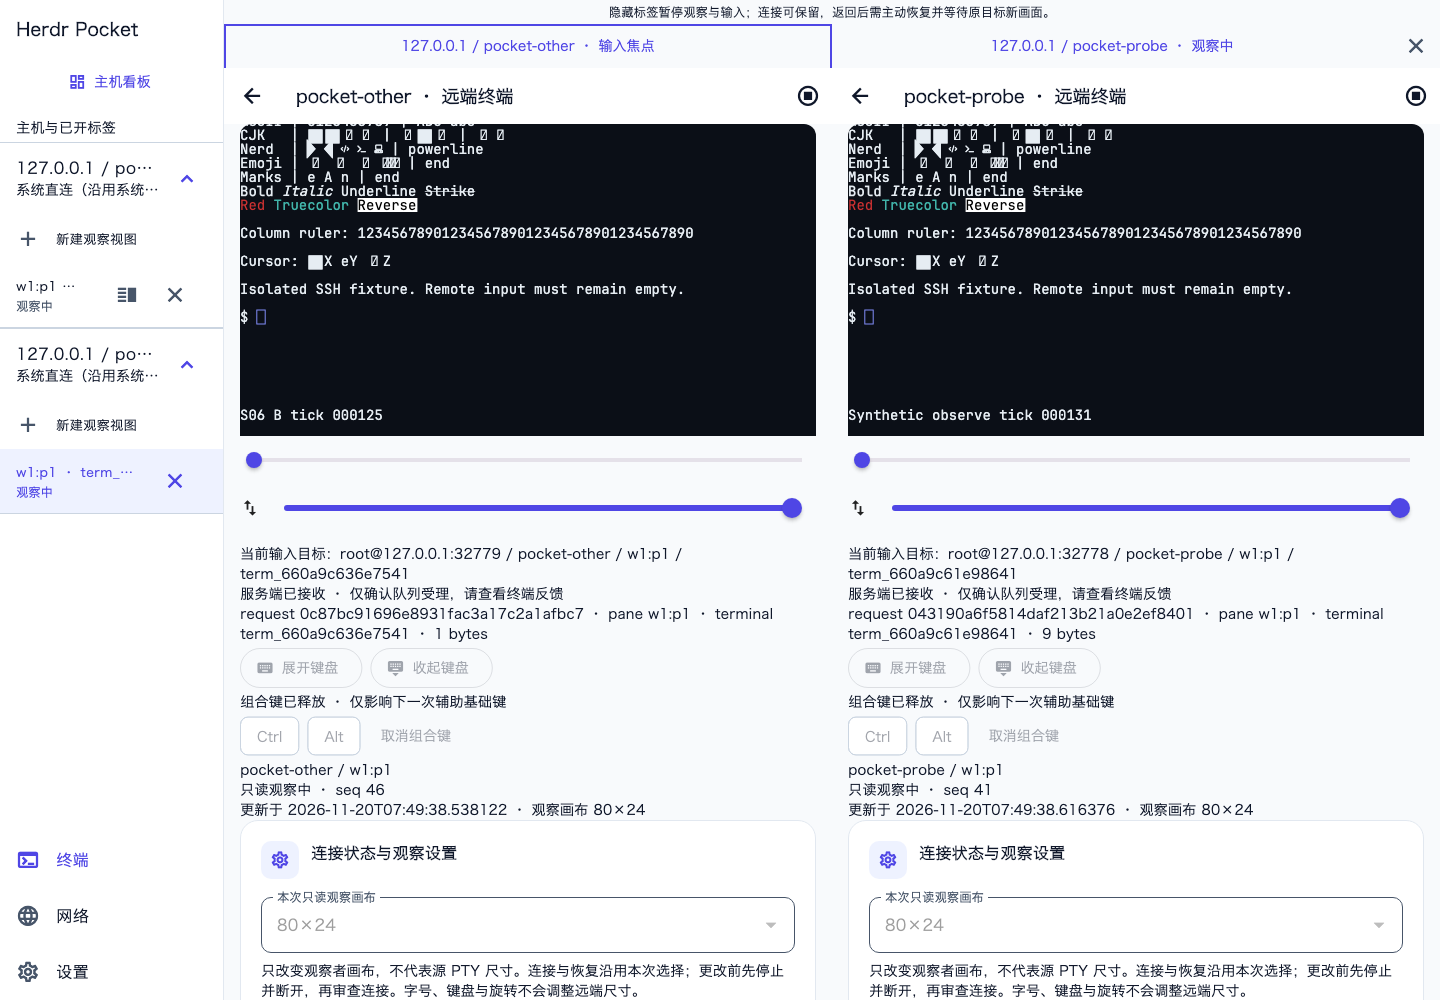 Herdr Pocket
主机看板
主机与已开标签
127.0.0.1 / po…
系统直连（沿用系统…
新建观察视图
w1:p1 …
观察中
127.0.0.1 / po…
系统直连（沿用系统…
新建观察视图
w1:p1 · term_…
观察中
终端
网络
设置
隐藏标签暂停观察与输入；连接可保留，返回后需主动恢复并等待原目标新画面。
127.0.0.1 / pocket-other · 输入焦点
pocket-other · 远端终端
CJK |
Nerd | | powerline
Emoji | | end
Marks | e A n | end
Bold Italic Underline Strike
Red Truecolor Reverse
Column ruler: 1234567890123456789012345678901234567890
Cursor: X eY Z
Isolated SSH fixture. Remote input must remain empty.
$
S06 B tick 000125
当前输入目标：root@127.0.0.1:32779 / pocket-other / w1:p1 /
term_660a9c636e7541
服务端已接收 · 仅确认队列受理，请查看终端反馈
request 0c87bc91696e8931fac3a17c2a1afbc7 · pane w1:p1 · terminal
term_660a9c636e7541 · 1 bytes
展开键盘
收起键盘
组合键已释放 · 仅影响下一次辅助基础键
Ctrl
Alt
取消组合键
pocket-other / w1:p1
只读观察中 · seq 46
更新于 2026-11-20T07:49:38.538122 · 观察画布 80×24
连接状态与观察设置
本次只读观察画布
80×24
只改变观察者画布，不代表源 PTY 尺寸。连接与恢复沿用本次选择；更改前先停止
并断开，再审查连接。字号、键盘与旋转不会调整远端尺寸。
127.0.0.1 / pocket-probe · 观察中
pocket-probe · 远端终端
CJK |
Nerd | | powerline
Emoji | | end
Marks | e A n | end
Bold Italic Underline Strike
Red Truecolor Reverse
Column ruler: 1234567890123456789012345678901234567890
Cursor: X eY Z
Isolated SSH fixture. Remote input must remain empty.
$
Synthetic observe tick 000131
当前输入目标：root@127.0.0.1:32778 / pocket-probe / w1:p1 /
term_660a9c61e98641
服务端已接收 · 仅确认队列受理，请查看终端反馈
request 043190a6f5814daf213b21a0e2ef8401 · pane w1:p1 · terminal
term_660a9c61e98641 · 9 bytes
展开键盘
收起键盘
组合键已释放 · 仅影响下一次辅助基础键
Ctrl
Alt
取消组合键
pocket-probe / w1:p1
只读观察中 · seq 41
更新于 2026-11-20T07:49:38.616376 · 观察画布 80×24
连接状态与观察设置
本次只读观察画布
80×24
只改变观察者画布，不代表源 PTY 尺寸。连接与恢复沿用本次选择；更改前先停止
并断开，再审查连接。字号、键盘与旋转不会调整远端尺寸。